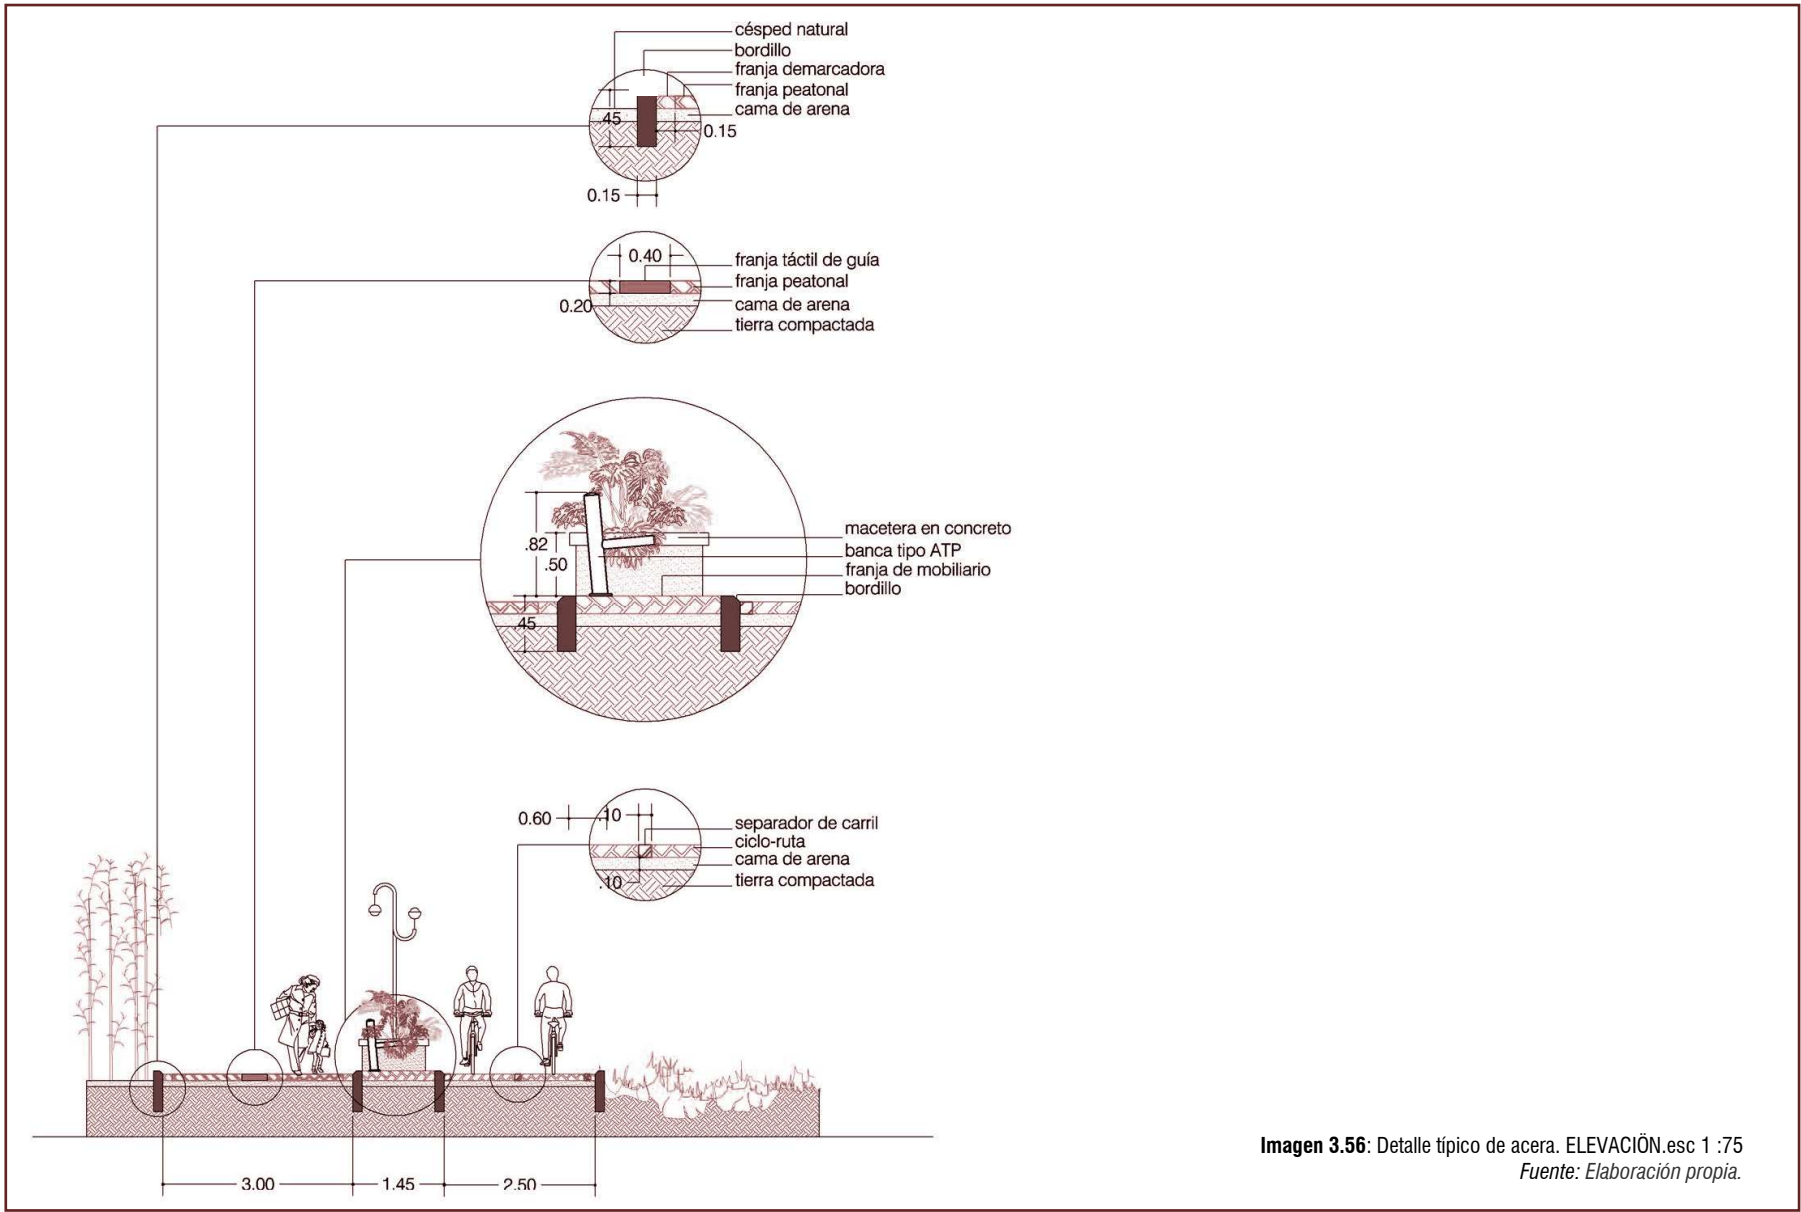 césped natural
bordillo
franja demarcadora
franja peatonal
cama de arena
.45
0.15
0.15
0.40
franja táctil de guía
franja peatonal
0.20
cama de arena
tierra compactada
.82
.50
.45
macetera en concreto
banca tipo ATP
franja de mobiliario
bordillo
0.60
.10
separador de carril
ciclo-ruta
cama de arena
.10
tierra compactada
3.00
1.45
2.50
Imagen 3.56: Detalle típico de acera. ELEVACIÖN.esc 1 :75
Fuente: Elaboración propia.